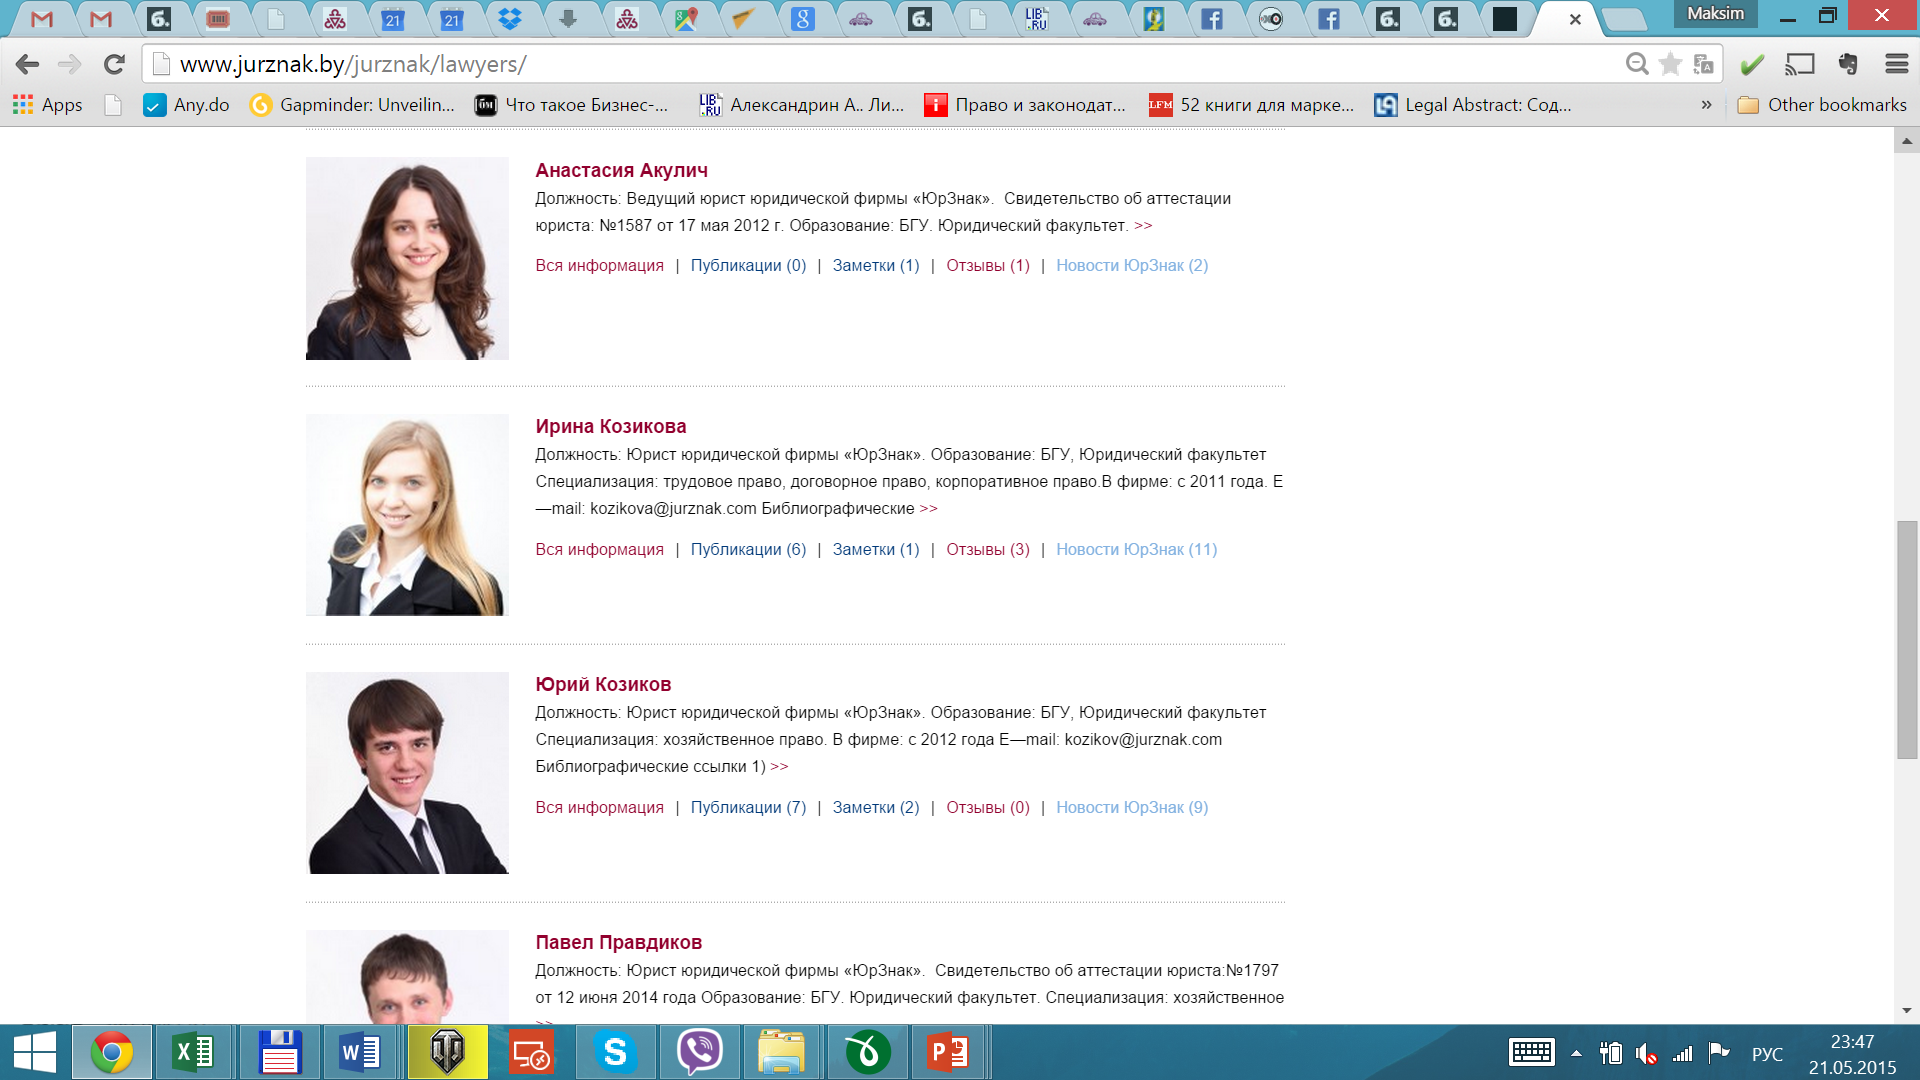 Maksim
www.jurznak.by/jurznak/lawyers/
Apps
Any.do
Gapminder: Unveilin...
Что такое Бизнес-...
Александрин А.. Ли...
Право и законодат...
52 книги для марке...
Legal Abstract: Сод...
»
Other bookmarks
Анастасия Акулич
Должность: Ведущий юрист юридической фирмы «ЮрЗнак».  Свидетельство об аттестации
юриста: №1587 от 17 мая 2012 г. Образование: БГУ. Юридический факультет. >>
Вся информация | Публикации (0) | Заметки (1) | Отзывы (1) | Новости ЮрЗнак (2)
Ирина Козикова
Должность: Юрист юридической фирмы «ЮрЗнак». Образование: БГУ, Юридический факультет
Специализация: трудовое право, договорное право, корпоративное право.В фирме: с 2011 года. E
—mail: kozikova@jurznak.com Библиографические >>
Вся информация | Публикации (6) | Заметки (1) | Отзывы (3) | Новости ЮрЗнак (11)
Юрий Козиков
Должность: Юрист юридической фирмы «ЮрЗнак». Образование: БГУ, Юридический факультет
Специализация: хозяйственное право. В фирме: с 2012 года E—mail: kozikov@jurznak.com
Библиографические ссылки 1) >>
Вся информация | Публикации (7) | Заметки (2) | Отзывы (0) | Новости ЮрЗнак (9)
Павел Правдиков
Должность: Юрист юридической фирмы «ЮрЗнак».  Свидетельство об аттестации юриста:№1797
от 12 июня 2014 года Образование: БГУ. Юридический факультет. Специализация: хозяйственное
РУС
23:47
21.05.2015